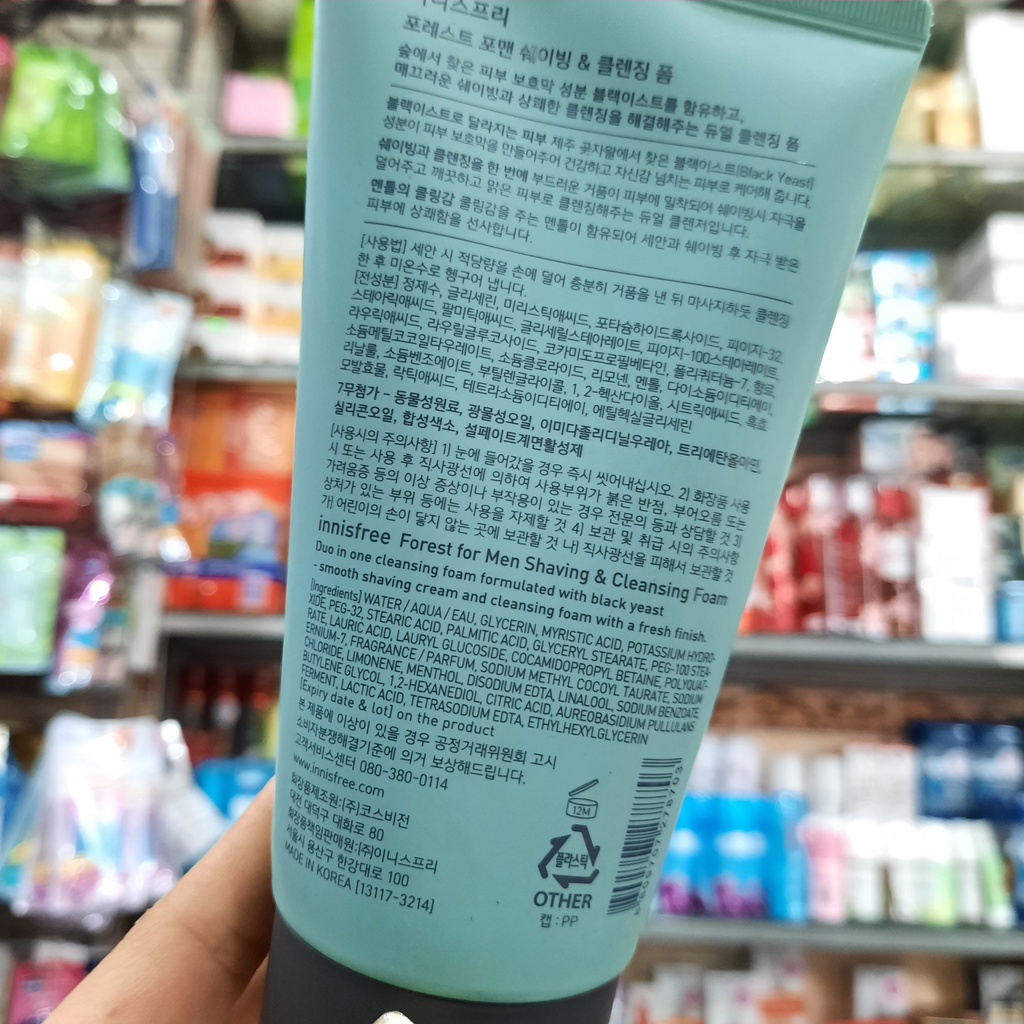 이니스프리
포레스트 포맨 쉐이빙 & 클렌징 폼
숲에서 찾은 피부 보호막 성분 블랙이스트를 함유하고,
매끄러운 쉐이빙과 상쾌한 클렌징을 해결해주는 듀얼 클렌징 폼
블랙이스트로 달라지는 피부 제주 곶자왈에서 찾은 블랙이스트[Black Yeast]
성분이 피부 보호막을 만들어주어 건강하고 자신감 넘치는 피부로 케어해 줍니다.
쉐이빙과 클렌징을 한 번에 부드러운 거품이 피부에 밀착되어 쉐이빙시 자극을
덜어주고 깨끗하고 맑은 피부로 클렌징해주는 듀얼 클렌저입니다.
멘톨의 쿨링감 쿨링감을 주는 멘톨이 함유되어 세안과 쉐이빙 후 자극 받은
피부에 상쾌함을 선사합니다.
[사용법] 세안 시 적당량을 손에 덜어 충분히 거품을 낸 뒤 마사지하듯 클렌징
한 후 미온수로 헹구어 냅니다.
[전성분] 정제수, 글리세린, 미리스틱애씨드, 포타슘하이드록사이드, 피이지-32,
스테아릭애씨드, 팔미틱애씨드, 글리세릴스테아레이트, 피이지-100스테아레이트,
라우릭애씨드, 라우릴글루코사이드, 코카미도프로필베타인, 폴리쿼터늄-7, 향료,
소듐메틸코코일타우레이트, 소듐클로라이드, 리모넨, 멘톨, 다이소듐이디티에이,
리날룰, 소듐벤조에이트, 부틸렌글라이콜, 1, 2-헥산다이올, 시트릭애씨드, 흑효
모발효물, 락틱애씨드, 테트라소듐이디티에이, 에틸헥실글리세린
7무첨가 - 동물성원료, 광물성오일, 이미다졸리디닐우레아, 트리에탄올아민,
실리콘오일, 합성색소, 설페이트계면활성제
[사용시의 주의사항] 1) 눈에 들어갔을 경우 즉시 씻어내십시오. 2) 화장품 사용
시 또는 사용 후 직사광선에 의하여 사용부위가 붉은 반점, 부어오름 또는
가려움증 등의 이상 증상이나 부작용이 있는 경우 전문의 등과 상담할 것 3)
상처가 있는 부위 등에는 사용을 자제할 것 4) 보관 및 취급 시의 주의사항
가) 어린이의 손이 닿지 않는 곳에 보관할 것 나) 직사광선을 피해서 보관할 것
innisfree Forest for Men Shaving & Cleansing Foam
Duo in one cleansing foam formulated with black yeast
- smooth shaving cream and cleansing foam with a fresh finish.
[Ingredients] WATER / AQUA / EAU, GLYCERIN, MYRISTIC ACID, POTASSIUM HYDRO-
XIDE, PEG-32, STEARIC ACID, PALMITIC ACID, GLYCERYL STEARATE, PEG-100 STEA-
RATE, LAURIC ACID, LAURYL GLUCOSIDE, COCAMIDOPROPYL BETAINE, POLYQUAT-
ERNIUM-7, FRAGRANCE / PARFUM, SODIUM METHYL COCOYL TAURATE, SODIUM
CHLORIDE, LIMONENE, MENTHOL, DISODIUM EDTA, LINALOOL, SODIUM BENZOATE,
BUTYLENE GLYCOL, 1,2-HEXANEDIOL, CITRIC ACID, AUREOBASIDIUM PULLULANS
FERMENT, LACTIC ACID, TETRASODIUM EDTA, ETHYLHEXYLGLYCERIN
[Expiry date & lot] on the product
본 제품에 이상이 있을 경우 공정거래위원회 고시
소비자분쟁해결기준에 의거 보상해드립니다.
고객서비스센터 080-380-0114
www.innisfree.com
화장품제조원:(주)코스비전
대전 대덕구 대화로 80
화장품책임판매원:(주)이니스프리
서울시 용산구 한강대로 100
MADE IN KOREA [13117-3214]
12M
플라스틱
OTHER
캡 : PP